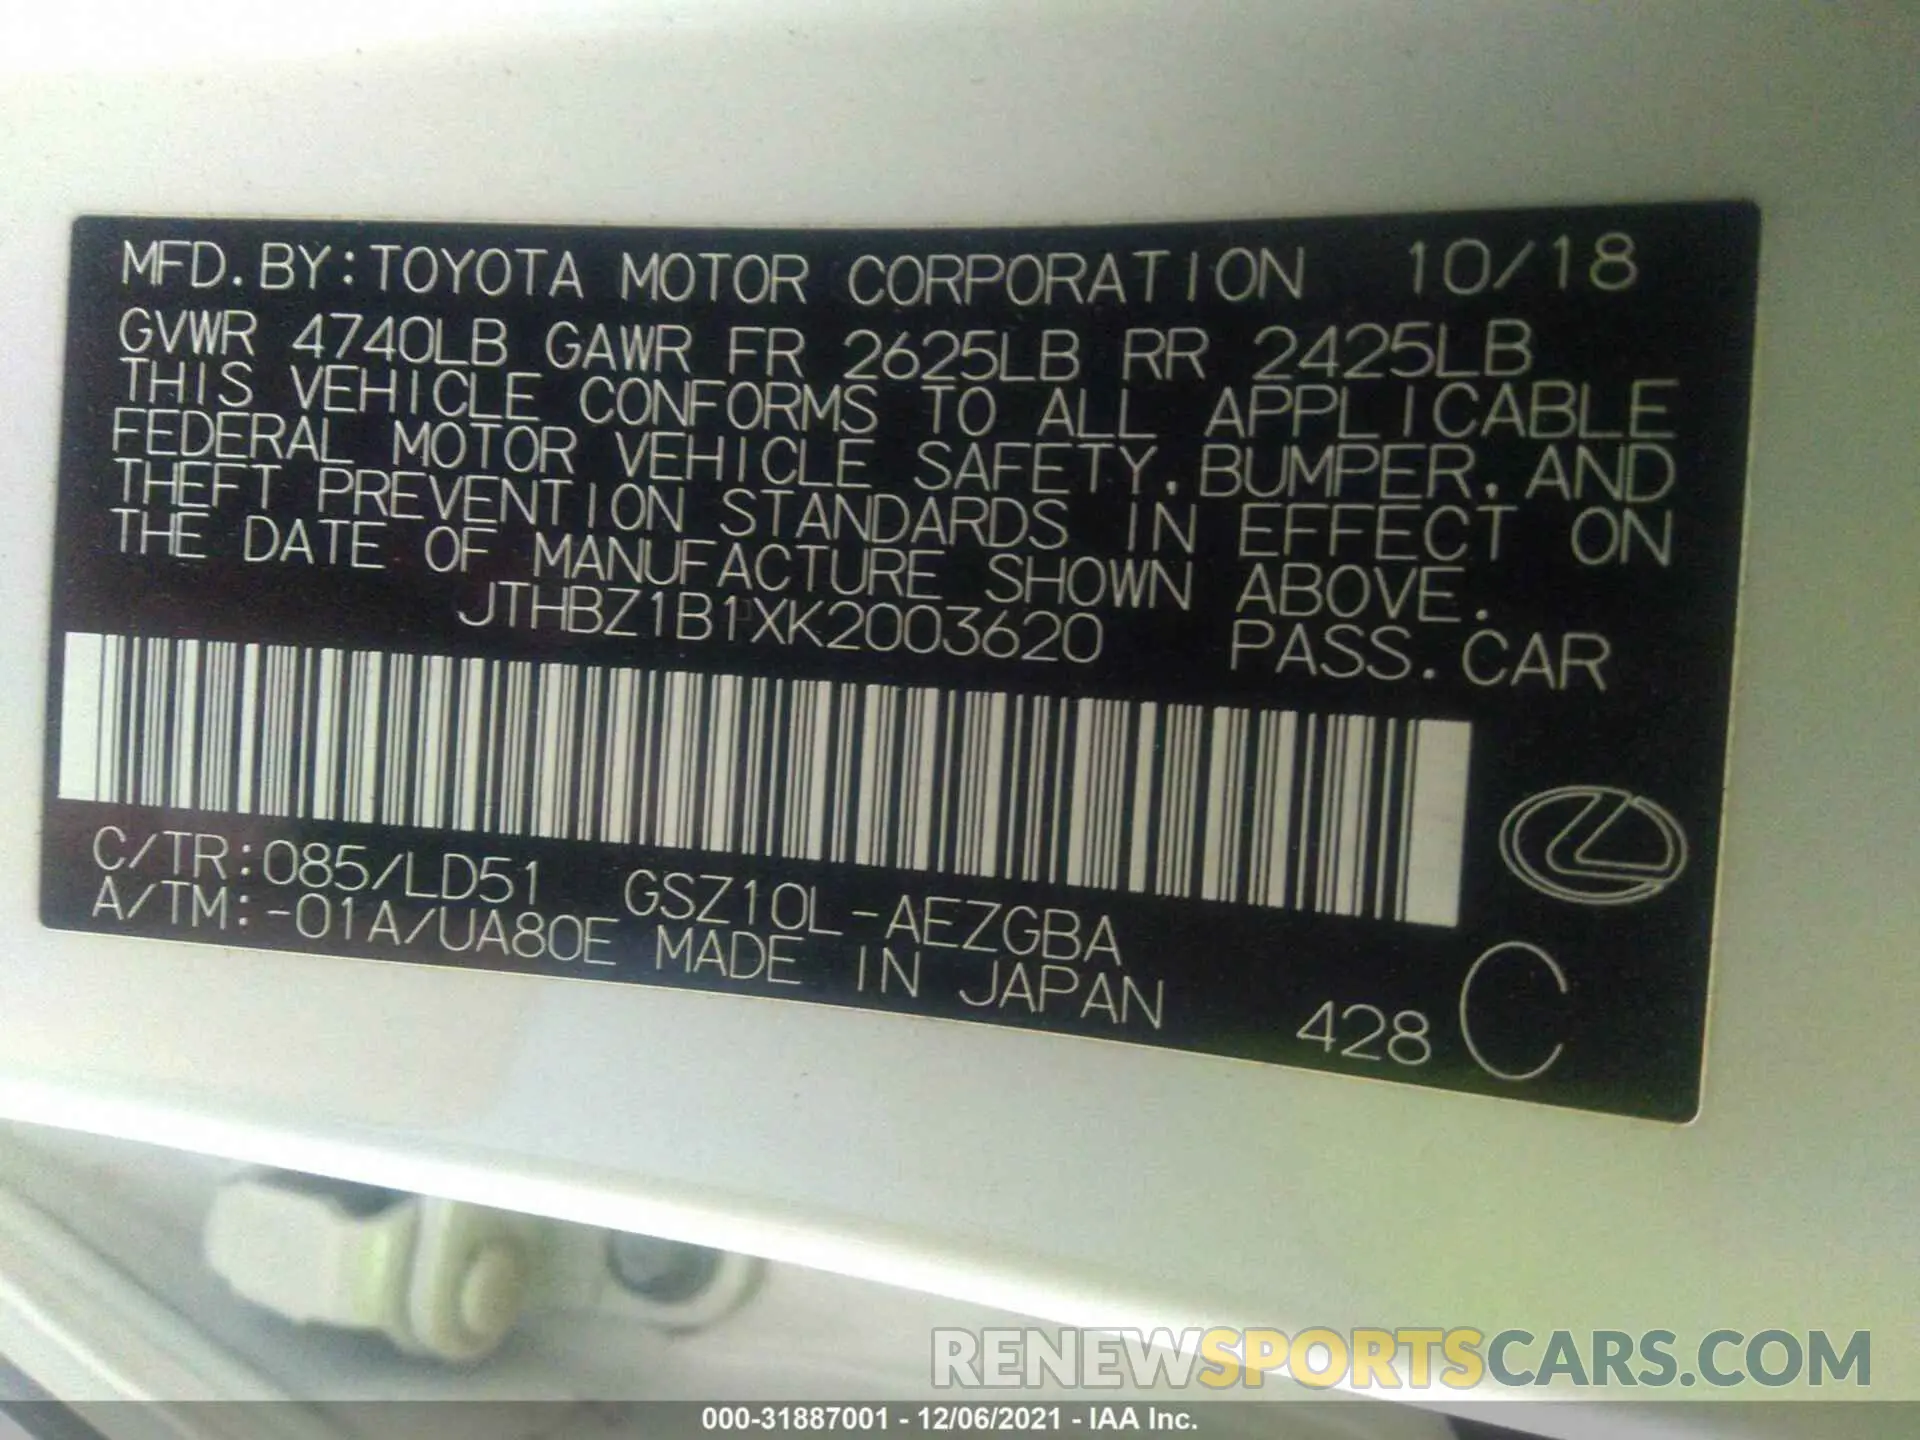 MFD. BY: TOYOTA MOTOR CORPORATION 10/18
GVWR 4740LB GAWR FR 2625LB RR 2425LB
THIS VEHICLE CONFORMS TO ALL APPLICABLE
FEDERAL MOTOR VEHICLE SAFETY, BUMPER, AND
THEFT PREVENTION STANDARDS IN EFFECT ON
THE DATE OF MANUFACTURE SHOWN ABOVE.
JTHBZ1B1XK2003620 PASS. CAR
C/TR: 085/LD51 GSZ10L-AEZGBA
A/TM: -01A/UA80E MADE IN JAPAN
428 C
RENEWSPORTSCARS.COM
000-31887001 - 12/06/2021 - IAA Inc.